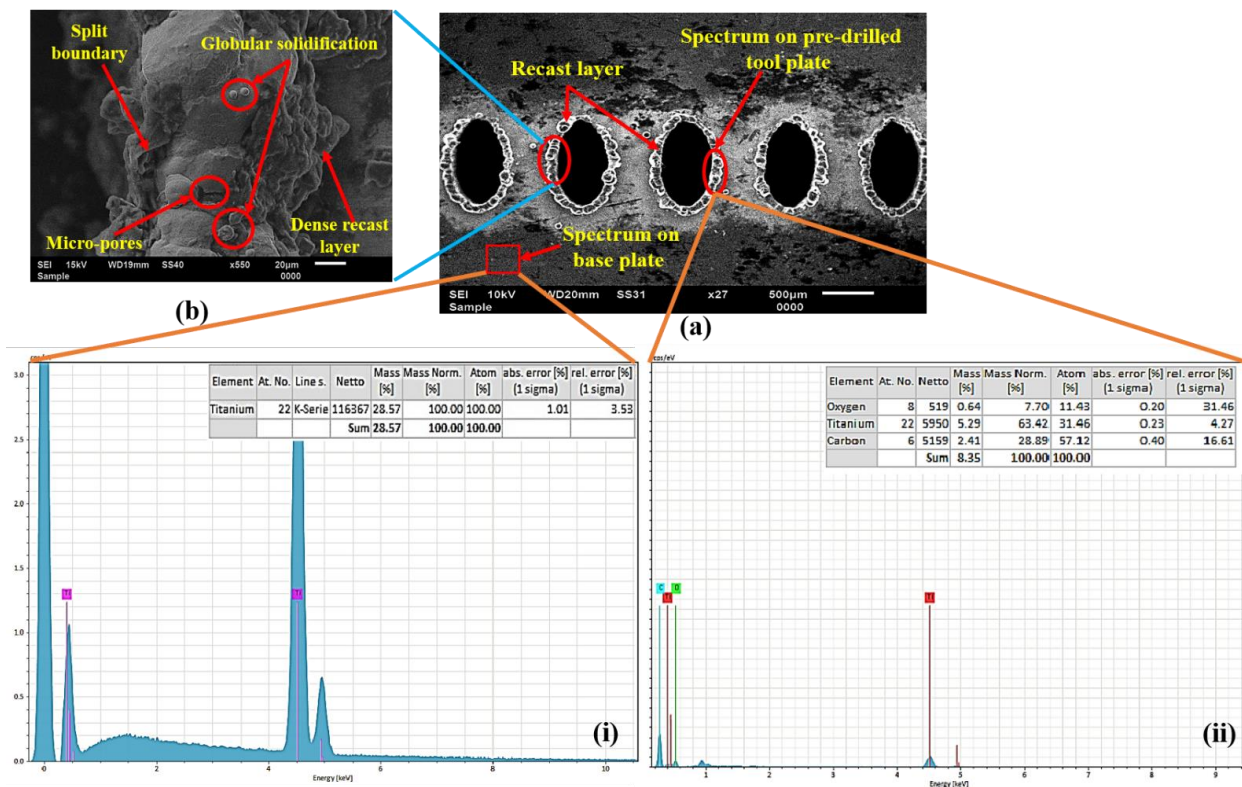 Split
boundary
Globular solidification
Micro-pores
Dense recast
layer
SEI 15kV WD19mm SS40 x550 20µm
Sample 0000
(b)
Recast layer
Spectrum on pre-drilled
tool plate
Spectrum on
base plate
SEI 10kV WD20mm SS31 x27 500µm
Sample 0000
(a)
Element At. No. Line s. Netto Mass [%] Mass Norm. [%] Atom [%] abs. error [%] (1 sigma) rel. error [%] (1 sigma)
Titanium 22 K-Serie 116367 28.57 100.00 100.00 1.01 3.53
Sum 28.57 100.00 100.00
3.0
2.5
2.0
1.5
1.0
0.5
0.0
Ti
Ti
(i)
0 2 4 6 8 10
Energy [keV]
cps/eV
Element At. No. Netto Mass [%] Mass Norm. [%] Atom [%] abs. error [%] (1 sigma) rel. error [%] (1 sigma)
Oxygen 8 519 0.64 7.70 11.43 0.20 31.46
Titanium 22 5950 5.29 63.42 31.46 0.23 4.27
Carbon 6 5159 2.41 28.89 57.12 0.40 16.61
Sum 8.35 100.00 100.00
C O
Ti Ti
(ii)
1 2 3 4 5 6 7 8 9
Energy [keV]